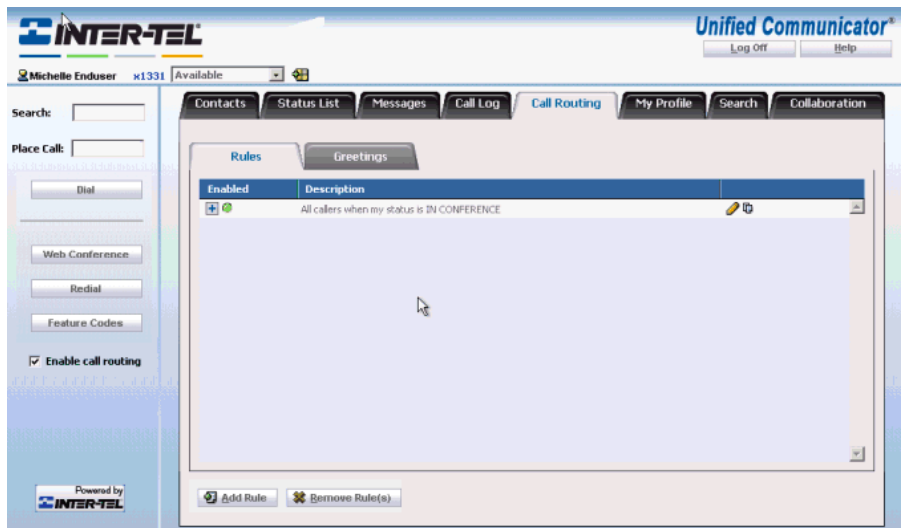 INTER-TEL
Unified Communicator®
Log Off Help
Michelle Enduser x1331 Available
Contacts Status List Messages Call Log Call Routing My Profile Search Collaboration
Search:
Place Call:
Rules Greetings
Dial
Enabled Description
All callers when my status is IN CONFERENCE
Web Conference
Redial
Feature Codes
Enable call routing
Powered by
INTER-TEL
Add Rule Remove Rule(s)